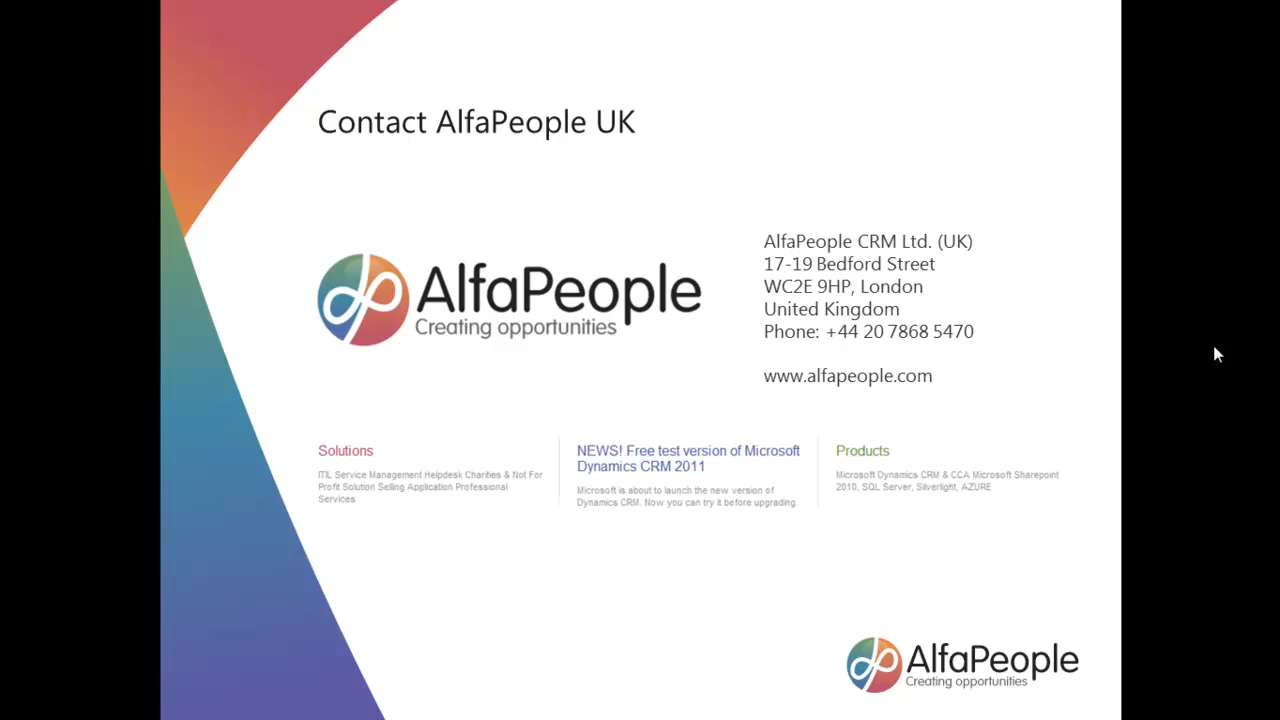 Contact AlfaPeople UK
AlfaPeople
Creating opportunities
AlfaPeople CRM Ltd. (UK)
17-19 Bedford Street
WC2E 9HP, London
United Kingdom
Phone: +44 20 7868 5470
www.alfapeople.com
Solutions
ITIL Service Management Helpdesk Charities & Not For
Profit Solution Selling Application Professional
Services
NEWS! Free test version of Microsoft
Dynamics CRM 2011
Microsoft is about to launch the new version of
Dynamics CRM. Now you can try it before upgrading.
Products
Microsoft Dynamics CRM & CCA Microsoft Sharepoint
2010, SQL Server, Silverlight, AZURE
AlfaPeople
Creating opportunities